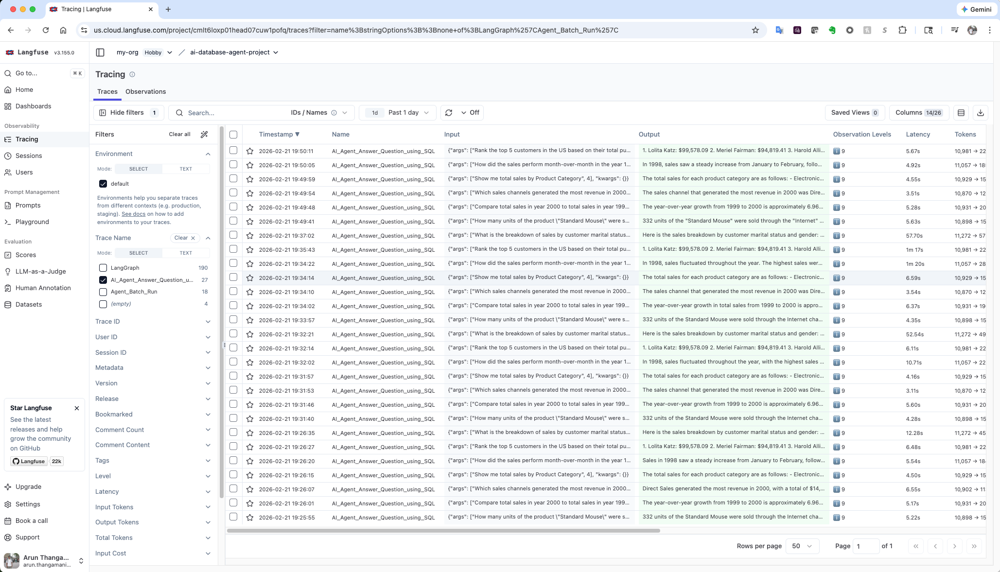 Tracing | Langfuse
Gemini
us.cloud.langfuse.com/project/cmlt6loxp01head07cuw1pofq/traces?filter=name%3BstringOptions%3B%3Bnone+of%3BLangGraph%257CAgent_Batch_Run%257C
Langfuse v3.155.0
my-org Hobby / ai-database-agent-project
Go to... ⌘ K
Home
Dashboards
Observability
Tracing
Sessions
Users
Prompt Management
Prompts
Playground
Evaluation
Scores
LLM-as-a-Judge
Human Annotation
Datasets
Star Langfuse
See the latest
releases and help
grow the community
on GitHub
Langfuse 22k
Upgrade
Settings
Book a call
Support
Arun Thanga...
arun.thangamani...
Tracing
Traces Observations
Hide filters 1 Search... IDs / Names 1d Past 1 day Off Saved Views 0 Columns 14/26
Filters Clear all
Environment
Mode: SELECT TEXT
default
Environments help you separate traces
from different contexts (e.g. production,
staging). See docs on how to add
environments to your traces.
Trace Name Clear
Mode: SELECT TEXT
LangGraph 190
AI_Agent_Answer_Question_u... 27
Agent_Batch_Run 18
(empty) 4
Trace ID
User ID
Session ID
Metadata
Version
Release
Bookmarked
Comment Count
Comment Content
Tags
Level
Latency
Input Tokens
Output Tokens
Total Tokens
Input Cost
Timestamp ▼ Name Input Output Observation Levels Latency Tokens
2026-02-21 19:50:11 AI_Agent_Answer_Question_using_SQL {"args": ["Rank the top 5 customers in the US based on their total pu... 1. Lolita Katz: $99,578.09 2. Meriel Fairman: $94,819.41 3. Harold Alli... 9 5.67s 10,981 → 22
2026-02-21 19:50:05 AI_Agent_Answer_Question_using_SQL {"args": ["How did the sales perform month-over-month in the year 1... In 1998, sales saw a steady increase from January to February, follo... 9 4.92s 11,057 → 18
2026-02-21 19:49:59 AI_Agent_Answer_Question_using_SQL {"args": ["Show me total sales by Product Category", 4], "kwargs": {}} The total sales for each product category are as follows: - Electronic... 9 4.55s 10,929 → 15
2026-02-21 19:49:54 AI_Agent_Answer_Question_using_SQL {"args": ["Which sales channels generated the most revenue in 2000... The sales channel that generated the most revenue in 2000 was Dire... 9 3.51s 10,870 → 12
2026-02-21 19:49:48 AI_Agent_Answer_Question_using_SQL {"args": ["Compare total sales in year 2000 to total sales in year 199... The year-over-year growth from 1999 to 2000 is approximately 6.96... 9 5.28s 10,931 → 20
2026-02-21 19:49:41 AI_Agent_Answer_Question_using_SQL {"args": ["How many units of the product \"Standard Mouse\" were s... 332 units of the "Standard Mouse" were sold through the "Internet" ... 9 5.63s 10,898 → 15
2026-02-21 19:37:02 AI_Agent_Answer_Question_using_SQL {"args": ["What is the breakdown of sales by customer marital status... Here is the sales breakdown by customer marital status and gender: ... 9 57.70s 11,272 → 57
2026-02-21 19:35:43 AI_Agent_Answer_Question_using_SQL {"args": ["Rank the top 5 customers in the US based on their total pu... 1. Lolita Katz: $99,578.09 2. Meriel Fairman: $94,819.41 3. Harold Alli... 9 1m 17s 10,981 → 22
2026-02-21 19:34:22 AI_Agent_Answer_Question_using_SQL {"args": ["How did the sales perform month-over-month in the year 1... In 1998, sales fluctuated throughout the year. The highest sales wer... 9 1m 20s 11,057 → 28
2026-02-21 19:34:14 AI_Agent_Answer_Question_using_SQL {"args": ["Show me total sales by Product Category", 4], "kwargs": {}} The total sales for each product category are as follows: - Electronic... 9 6.59s 10,929 → 15
2026-02-21 19:34:10 AI_Agent_Answer_Question_using_SQL {"args": ["Which sales channels generated the most revenue in 2000... The sales channel that generated the most revenue in 2000 was Dire... 9 3.54s 10,870 → 12
2026-02-21 19:34:02 AI_Agent_Answer_Question_using_SQL {"args": ["Compare total sales in year 2000 to total sales in year 199... The year-over-year growth in total sales from 1999 to 2000 is appro... 9 6.37s 10,931 → 19
2026-02-21 19:33:57 AI_Agent_Answer_Question_using_SQL {"args": ["How many units of the product \"Standard Mouse\" were s... 332 units of the Standard Mouse were sold through the Internet cha... 9 4.35s 10,898 → 15
2026-02-21 19:32:21 AI_Agent_Answer_Question_using_SQL {"args": ["What is the breakdown of sales by customer marital status... Here is the sales breakdown by customer marital status and gender: ... 9 52.54s 11,272 → 49
2026-02-21 19:32:14 AI_Agent_Answer_Question_using_SQL {"args": ["Rank the top 5 customers in the US based on their total pu... 1. Lolita Katz: $99,578.09 2. Meriel Fairman: $94,819.41 3. Harold Alli... 9 6.11s 10,981 → 22
2026-02-21 19:32:02 AI_Agent_Answer_Question_using_SQL {"args": ["How did the sales perform month-over-month in the year 1... In 1998, sales fluctuated throughout the year, with the highest sales ... 9 10.71s 11,057 → 22
2026-02-21 19:31:57 AI_Agent_Answer_Question_using_SQL {"args": ["Show me total sales by Product Category", 4], "kwargs": {}} The total sales for each product category are as follows: - Electronic... 9 4.16s 10,929 → 15
2026-02-21 19:31:53 AI_Agent_Answer_Question_using_SQL {"args": ["Which sales channels generated the most revenue in 2000... The sales channel that generated the most revenue in 2000 was Dire... 9 3.11s 10,870 → 12
2026-02-21 19:31:46 AI_Agent_Answer_Question_using_SQL {"args": ["Compare total sales in year 2000 to total sales in year 199... The year-over-year growth from 1999 to 2000 is approximately 6.96... 9 5.60s 10,931 → 20
2026-02-21 19:31:40 AI_Agent_Answer_Question_using_SQL {"args": ["How many units of the product \"Standard Mouse\" were s... 332 units of the Standard Mouse were sold through the Internet cha... 9 4.28s 10,898 → 15
2026-02-21 19:26:35 AI_Agent_Answer_Question_using_SQL {"args": ["What is the breakdown of sales by customer marital status... Here is the sales breakdown by customer marital status and gender: ... 9 12.28s 11,272 → 45
2026-02-21 19:26:27 AI_Agent_Answer_Question_using_SQL {"args": ["Rank the top 5 customers in the US based on their total pu... 1. Lolita Katz: $99,578.09 2. Meriel Fairman: $94,819.41 3. Harold Alli... 9 6.48s 10,981 → 22
2026-02-21 19:26:20 AI_Agent_Answer_Question_using_SQL {"args": ["How did the sales perform month-over-month in the year 1... Sales in 1998 saw a steady increase from January to February, follow... 9 5.54s 11,057 → 18
2026-02-21 19:26:15 AI_Agent_Answer_Question_using_SQL {"args": ["Show me total sales by Product Category", 4], "kwargs": {}} The total sales for each product category are as follows: - Electronic... 9 4.50s 10,929 → 15
2026-02-21 19:26:07 AI_Agent_Answer_Question_using_SQL {"args": ["Which sales channels generated the most revenue in 2000... Direct Sales generated the most revenue in 2000, with a total of $14,... 9 6.55s 10,902 → 11
2026-02-21 19:26:01 AI_Agent_Answer_Question_using_SQL {"args": ["Compare total sales in year 2000 to total sales in year 199... The year-over-year growth from 1999 to 2000 is approximately 6.96... 9 5.17s 10,931 → 20
2026-02-21 19:25:55 AI_Agent_Answer_Question_using_SQL {"args": ["How many units of the product \"Standard Mouse\" were s... 332 units of the Standard Mouse were sold through the Internet cha... 9 5.22s 10,898 → 15
Rows per page 50 Page 1 of 1